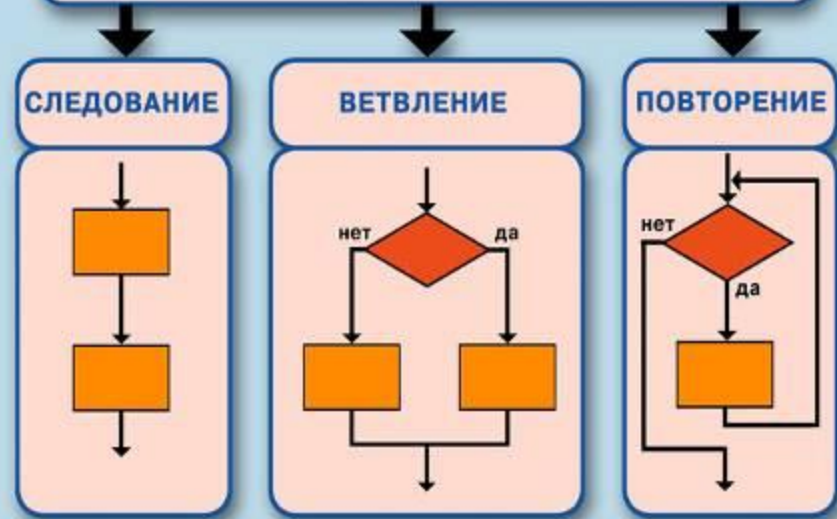 СЛЕДОВАНИЕ
ВЕТВЛЕНИЕ
ПОВТОРЕНИЕ
нет
да
нет
да